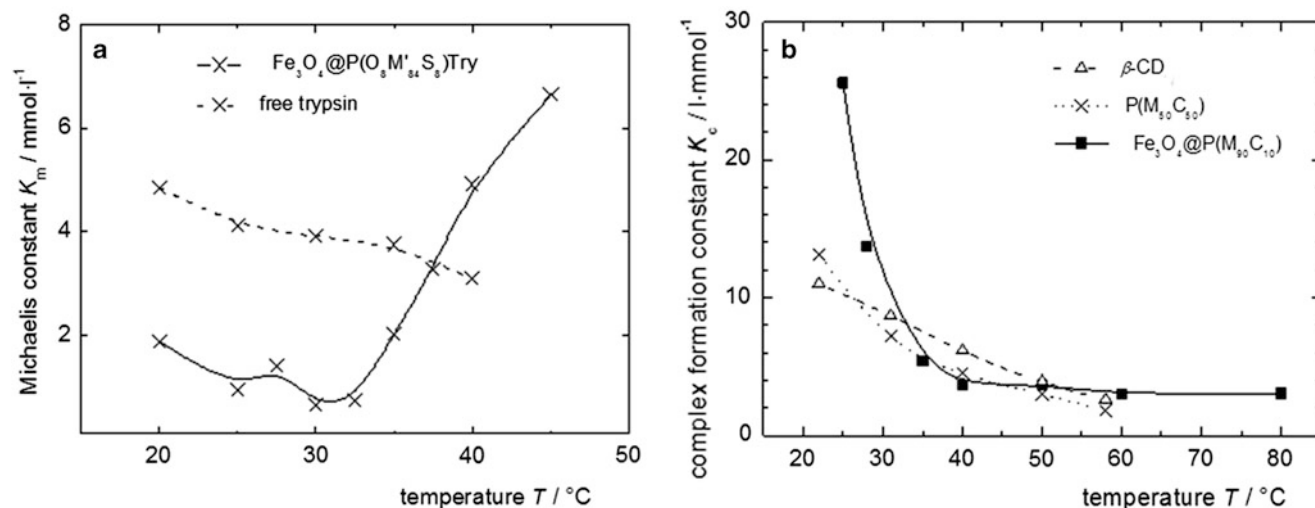 a
Fe₃O₄@P(O₈M'₈₄S₈)Try
free trypsin
Michaelis constant Kₘ / mmol·l⁻¹
8
6
4
2
20
30
40
50
temperature T / °C
b
β-CD
P(M₅₀C₅₀)
Fe₃O₄@P(M₉₀C₁₀)
complex formation constant K_c / l·mmol⁻¹
30
20
10
0
20
30
40
50
60
70
80
temperature T / °C